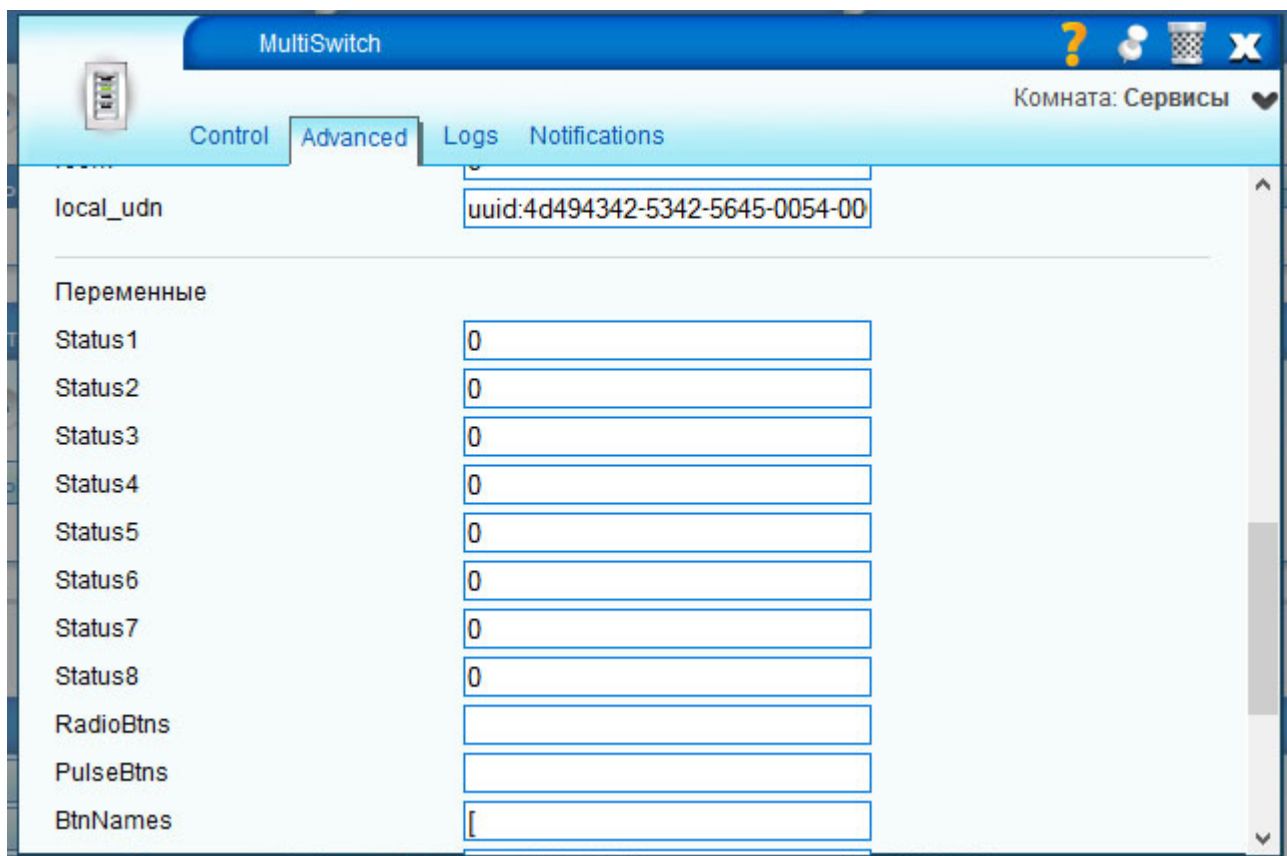 MultiSwitch
Комната: Сервисы
Control Advanced Logs Notifications
local_udn uuid:4d494342-5342-5645-0054-00
Переменные
Status1 0
Status2 0
Status3 0
Status4 0
Status5 0
Status6 0
Status7 0
Status8 0
RadioBtns
PulseBtns
BtnNames [